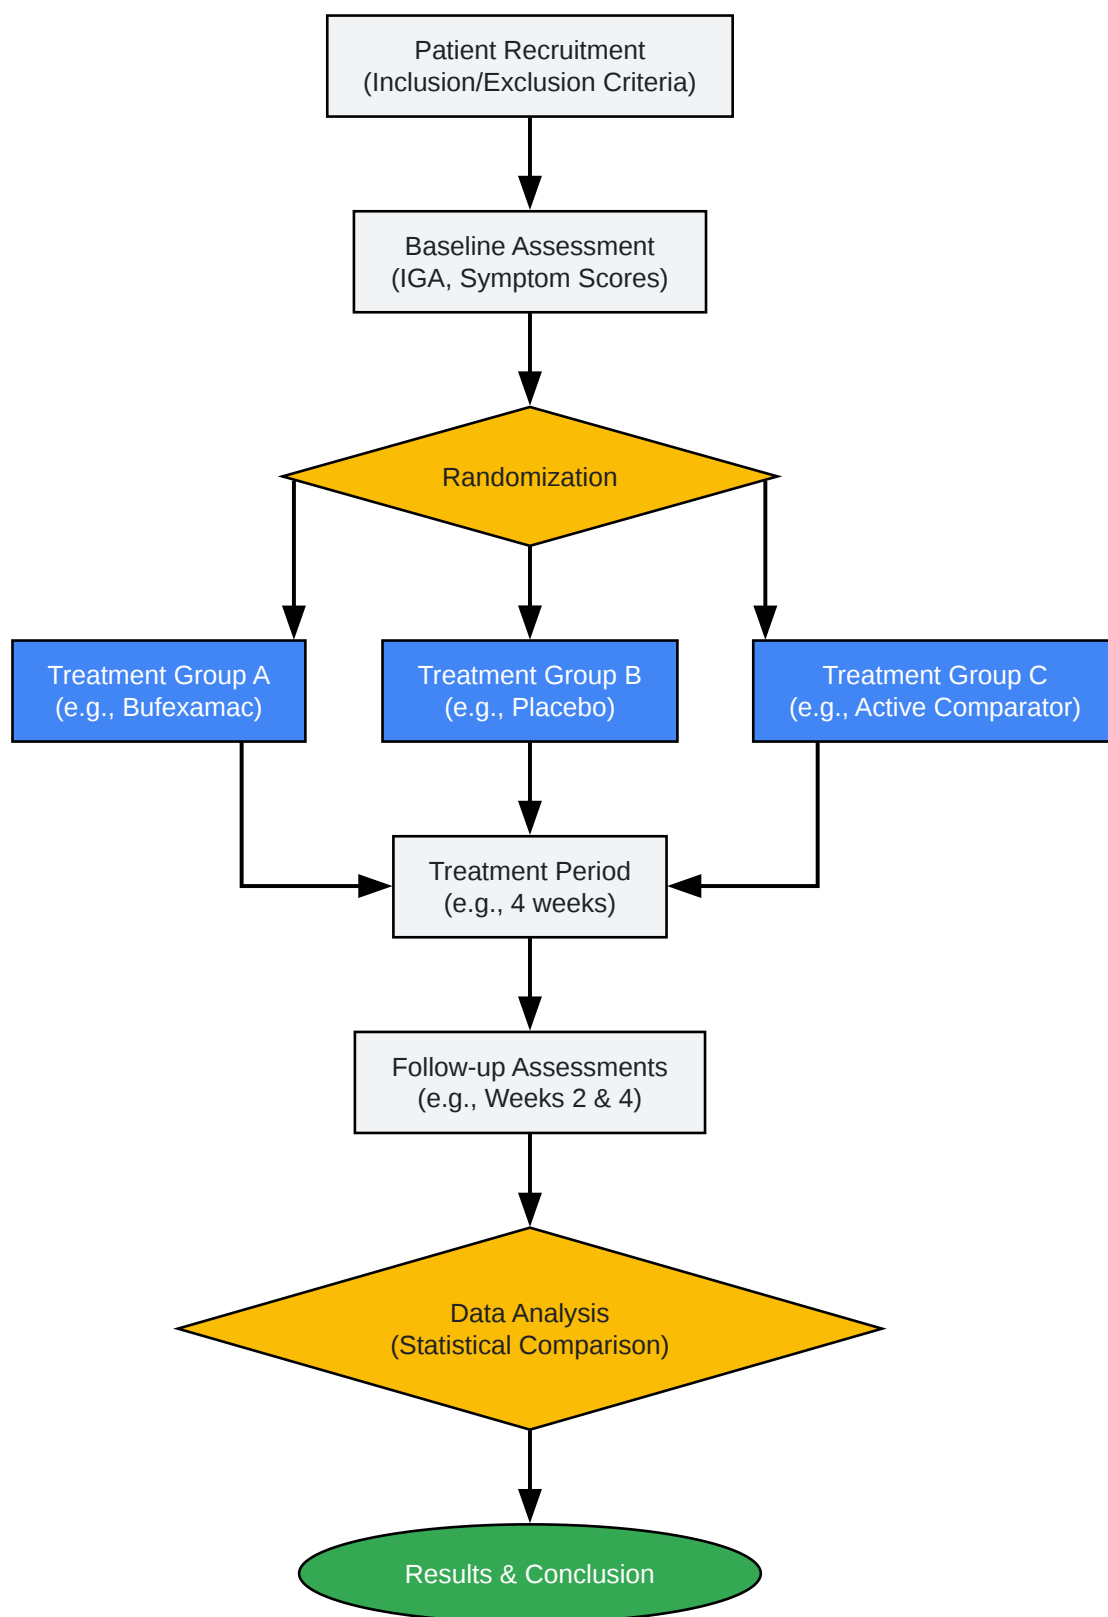 Patient Recruitment
(Inclusion/Exclusion Criteria)
Baseline Assessment
(IGA, Symptom Scores)
Randomization
Treatment Group A
(e.g., Bufexamac)
Treatment Group B
(e.g., Placebo)
Treatment Group C
(e.g., Active Comparator)
Treatment Period
(e.g., 4 weeks)
Follow-up Assessments
(e.g., Weeks 2 & 4)
Data Analysis
(Statistical Comparison)
Results & Conclusion